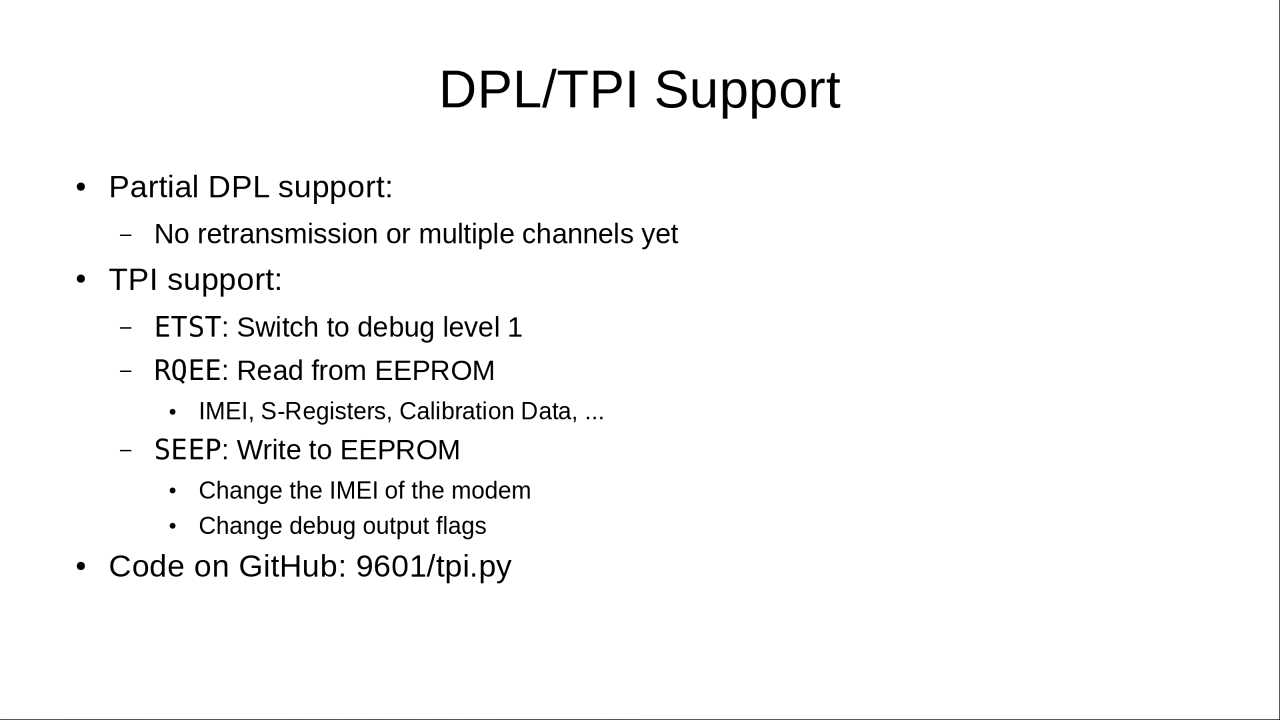 DPL/TPI Support
• Partial DPL support:
– No retransmission or multiple channels yet
• TPI support:
– ETST: Switch to debug level 1
– RQEE: Read from EEPROM
• IMEI, S-Registers, Calibration Data, ...
– SEEP: Write to EEPROM
• Change the IMEI of the modem
• Change debug output flags
• Code on GitHub: 9601/tpi.py